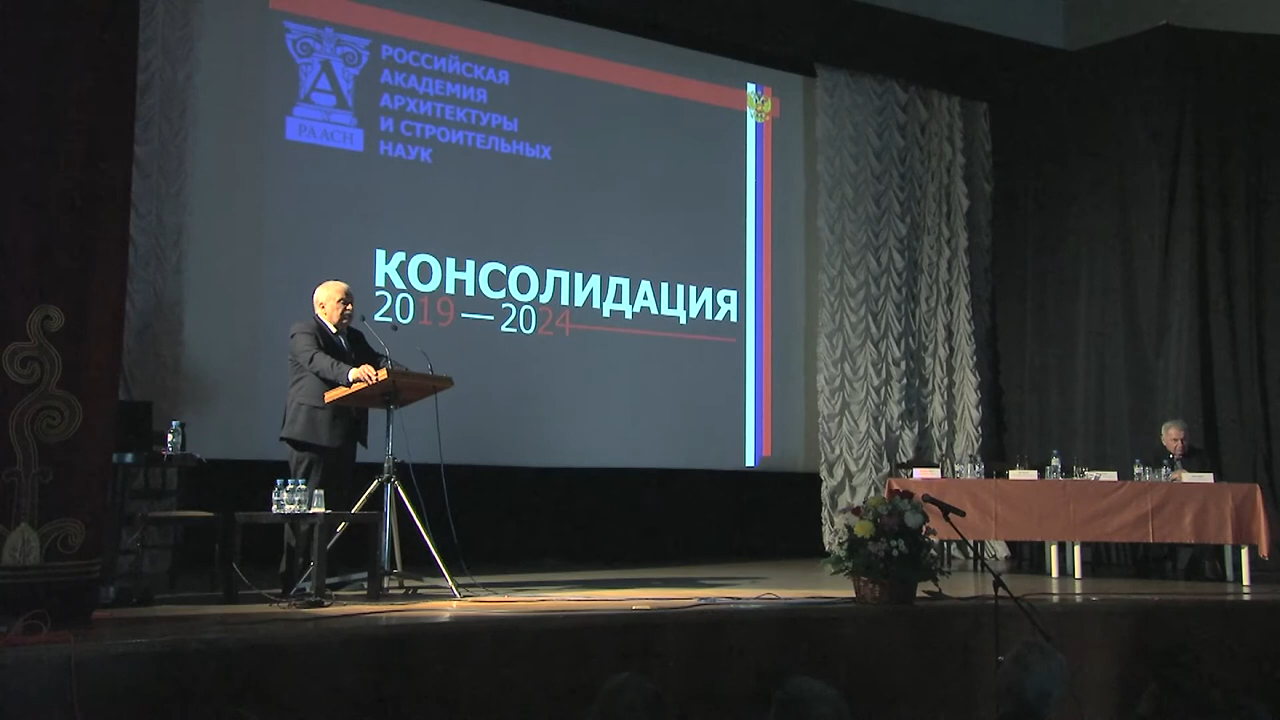 РОССИЙСКАЯ
АКАДЕМИЯ
АРХИТЕКТУРЫ
И СТРОИТЕЛЬНЫХ
НАУК
А
РААСН
КОНСОЛИДАЦИЯ
2019 — 2024